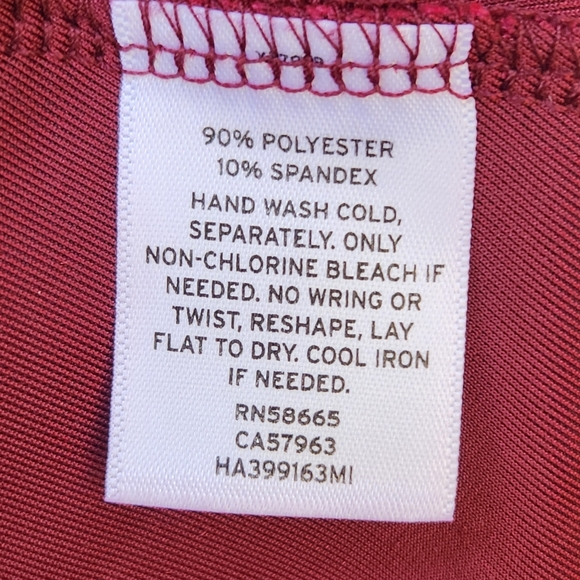 90% POLYESTER
10% SPANDEX
HAND WASH COLD,
SEPARATELY. ONLY
NON-CHLORINE BLEACH IF
NEEDED. NO WRING OR
TWIST, RESHAPE, LAY
FLAT TO DRY. COOL IRON
IF NEEDED.
RN58665
CA57963
HA399163MI